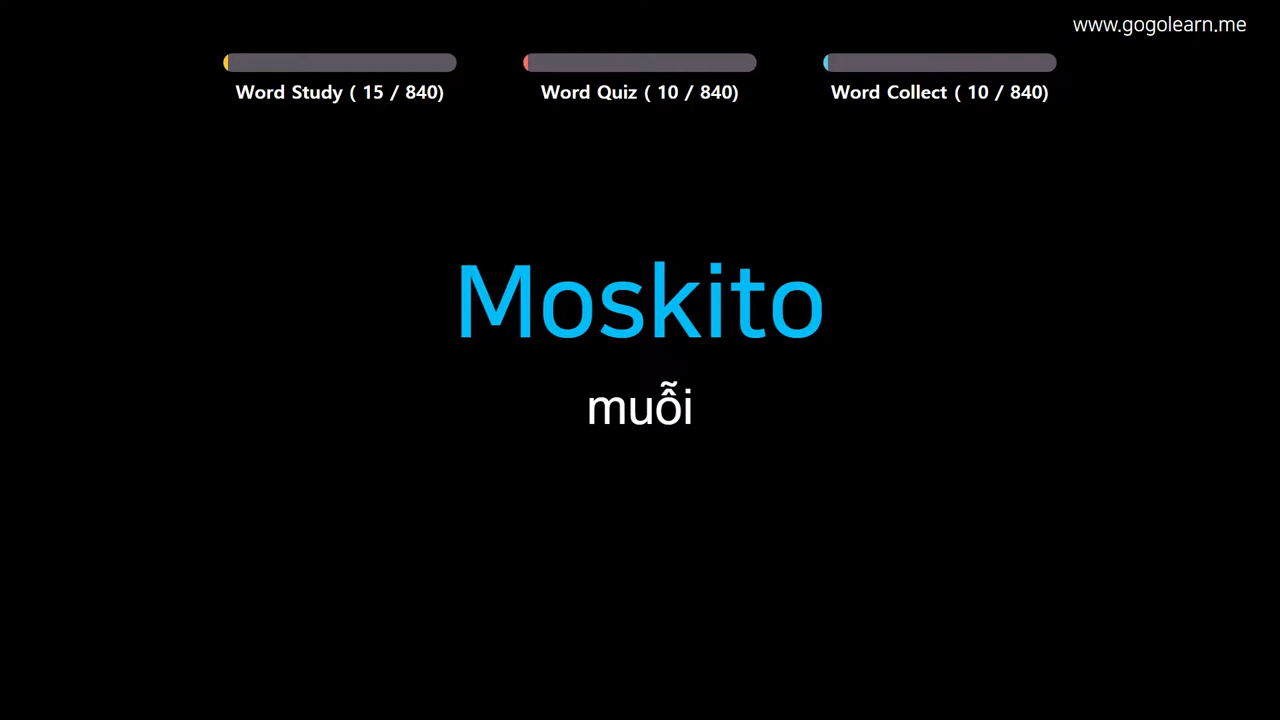 www.gogolearn.me
Word Study ( 15 / 840)
Word Quiz ( 10 / 840)
Word Collect ( 10 / 840)
Moskito
muỗi